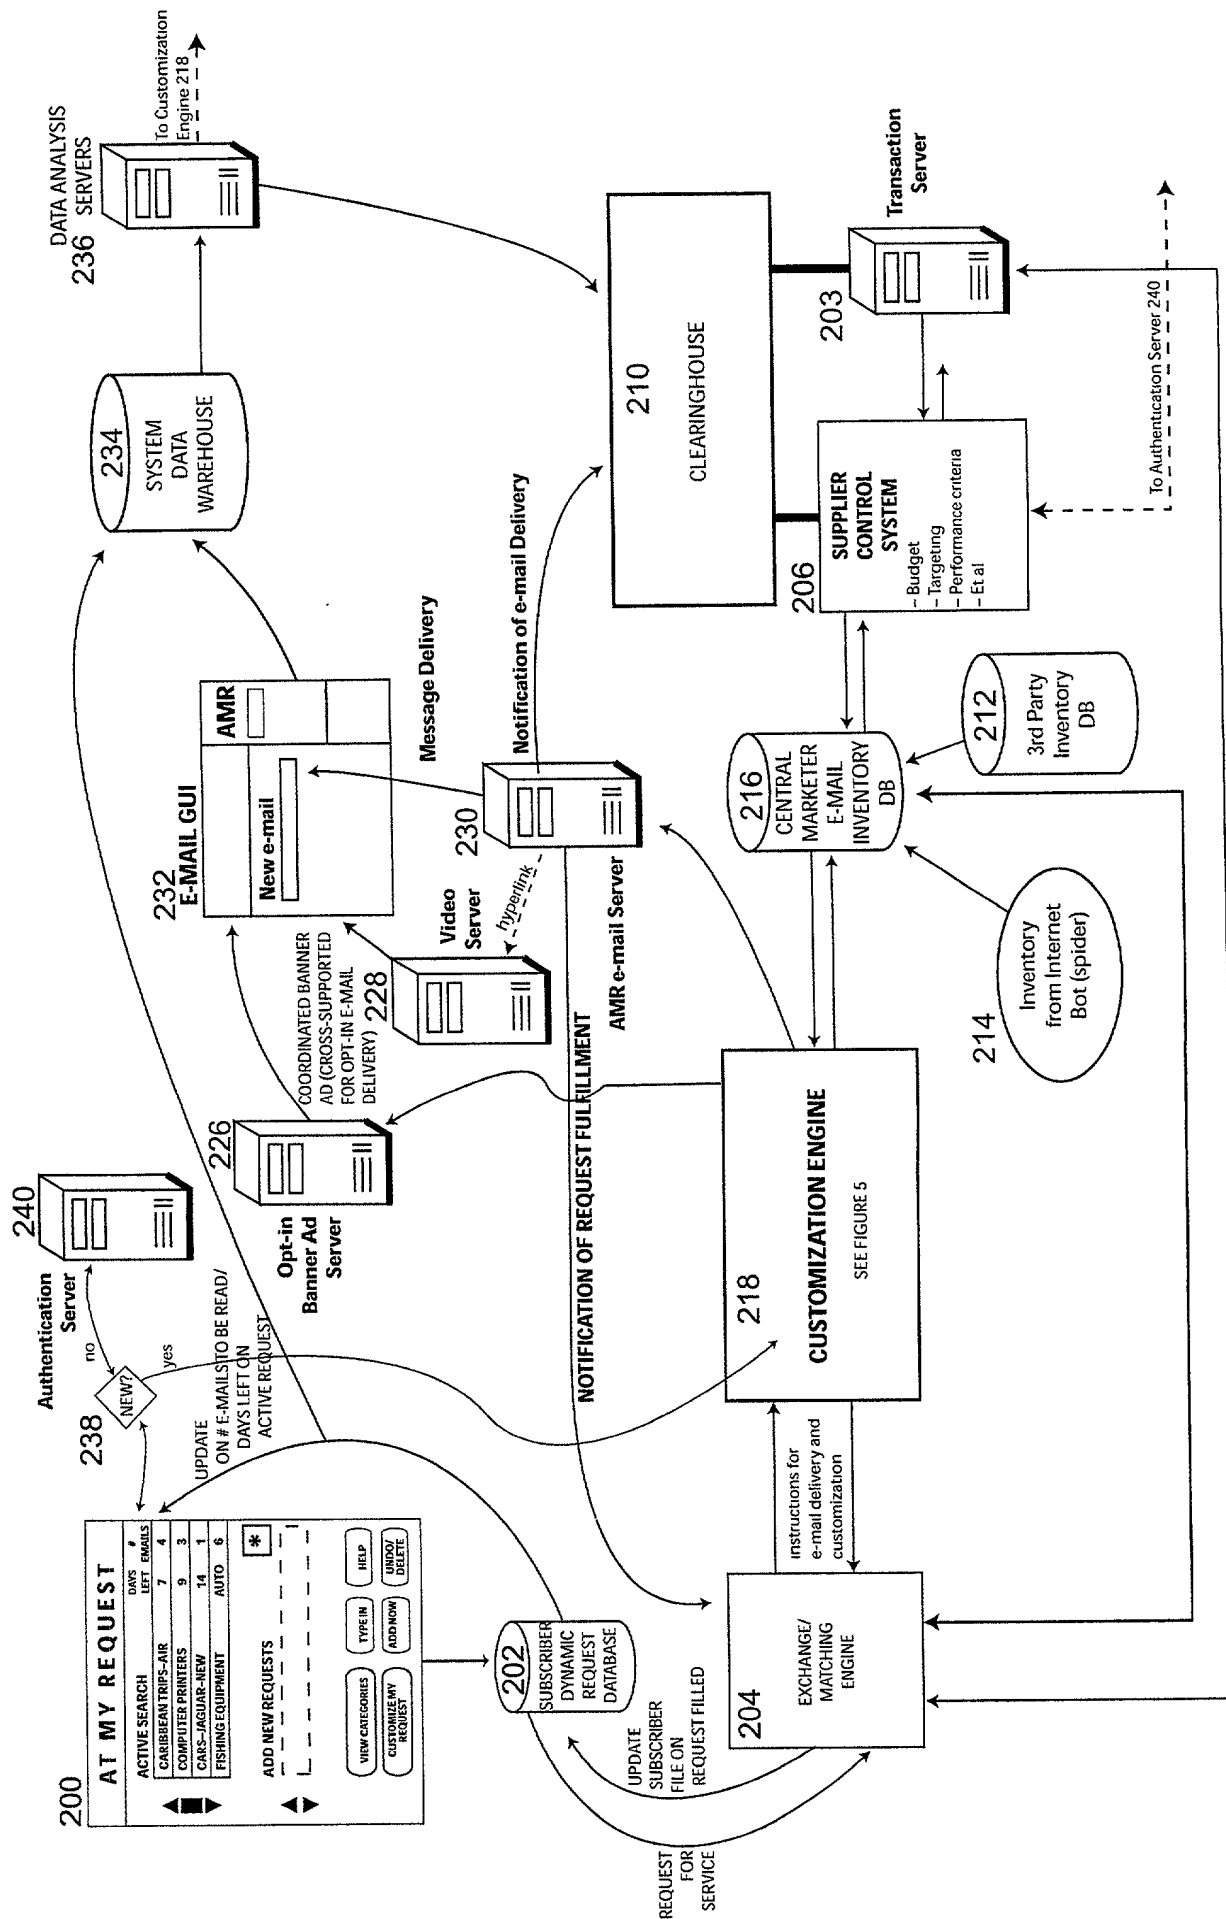 200
AT MY REQUEST
ACTIVE SEARCH
DAYS LEFT
# EMAILS
CARIBBEAN TRIPS–AIR 7 4
COMPUTER PRINTERS 9 3
CARS–JAGUAR–NEW 14 1
FISHING EQUIPMENT AUTO 6
ADD NEW REQUESTS
*
VIEW CATEGORIES
TYPE IN
HELP
CUSTOMIZE MY
REQUEST
ADD NOW
UNDO/
DELETE
238
NEW?
no
yes
Authentication
Server
240
UPDATE
ON # E-MAILS TO BE READ/
DAYS LEFT ON
ACTIVE REQUEST
Opt-in
Banner Ad
Server
226
COORDINATED BANNER
AD (CROSS-SUPPORTED
FOR OPT-IN E-MAIL
DELIVERY)
232
E-MAIL GUI
New e-mail
AMR
234
SYSTEM
DATA
WAREHOUSE
DATA ANALYSIS
SERVERS
236
To Customization
Engine 218
228
Video
Server
hyperlink
230
AMR e-mail Server
Message Delivery
Notification of e-mail Delivery
NOTIFICATION OF REQUEST FULFILLMENT
202
SUBSCRIBER
DYNAMIC
REQUEST
DATABASE
REQUEST
FOR
SERVICE
UPDATE
SUBSCRIBER
FILE ON
REQUEST FILLED
204
EXCHANGE/
MATCHING
ENGINE
instructions for
e-mail delivery and
customization
218
CUSTOMIZATION ENGINE
SEE FIGURE 5
216
CENTRAL
MARKETER
E-MAIL
INVENTORY
DB
214
Inventory
from Internet
Bot (spider)
212
3rd Party
Inventory
DB
210
CLEARINGHOUSE
206
SUPPLIER
CONTROL
SYSTEM
– Budget
– Targeting
– Performance criteria
– Et al
203
Transaction
Server
To Authentication Server 240